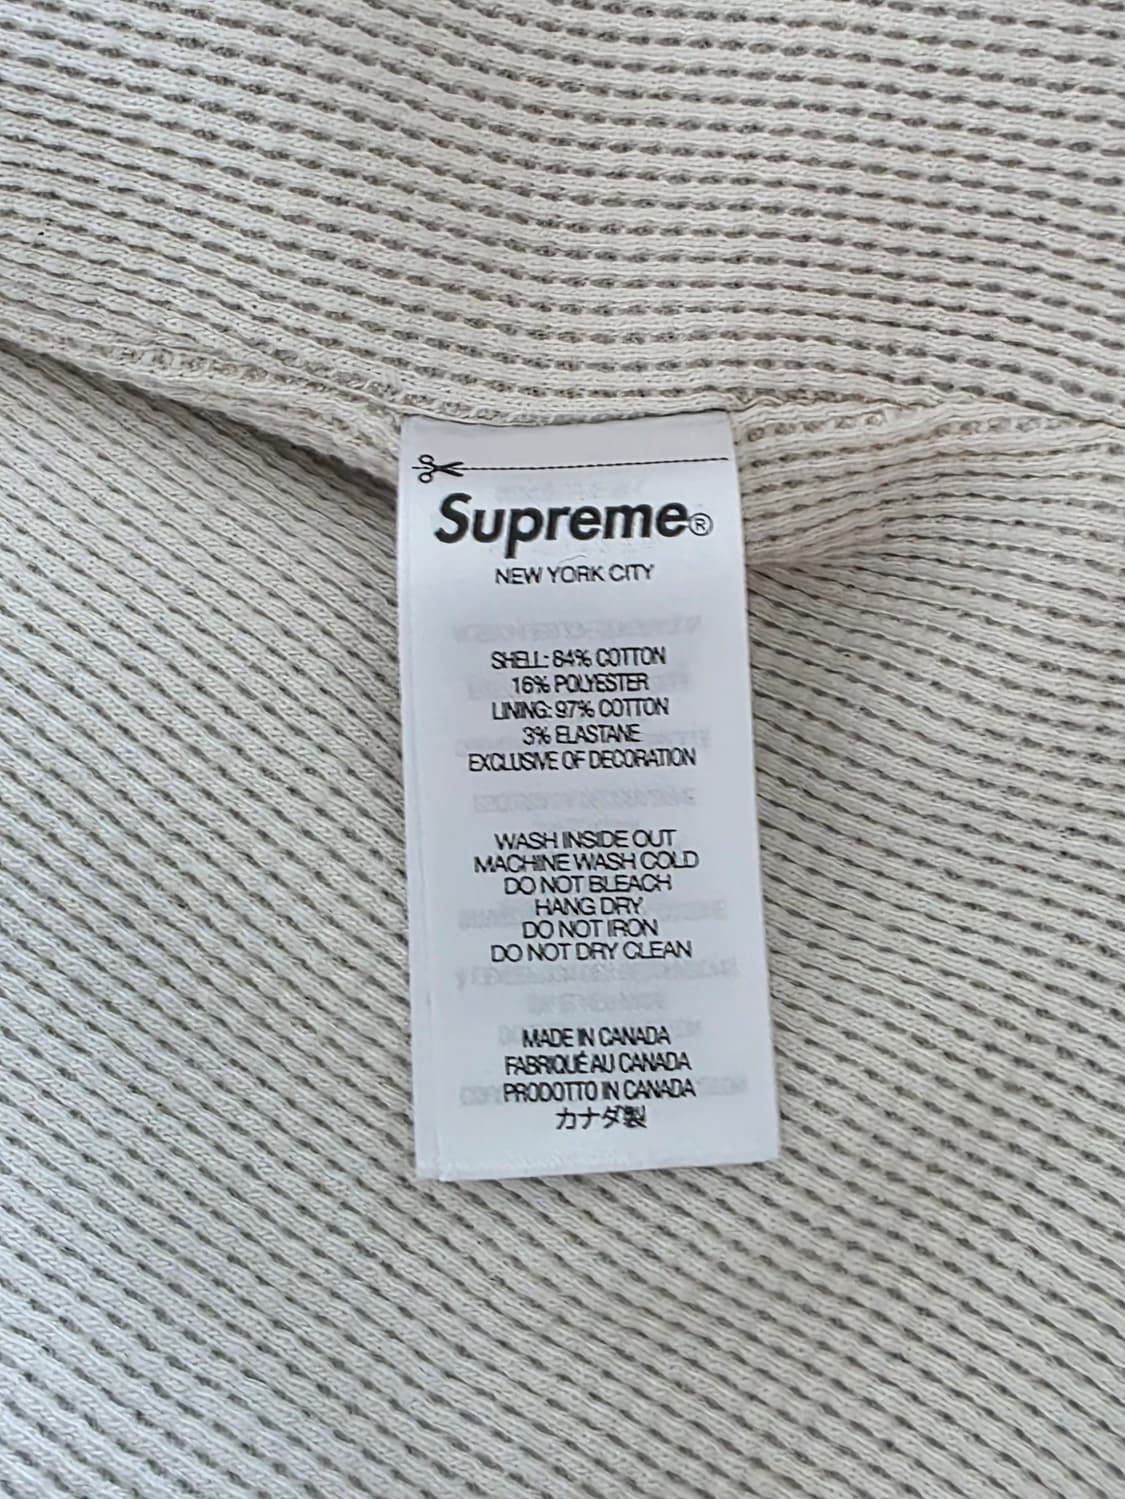 Supreme®
NEW YORK CITY
SHELL: 84% COTTON
16% POLYESTER
LINING: 97% COTTON
3% ELASTANE
EXCLUSIVE OF DECORATION
WASH INSIDE OUT
MACHINE WASH COLD
DO NOT BLEACH
HANG DRY
DO NOT IRON
DO NOT DRY CLEAN
MADE IN CANADA
FABRIQUÉ AU CANADA
PRODOTTO IN CANADA
カナダ製